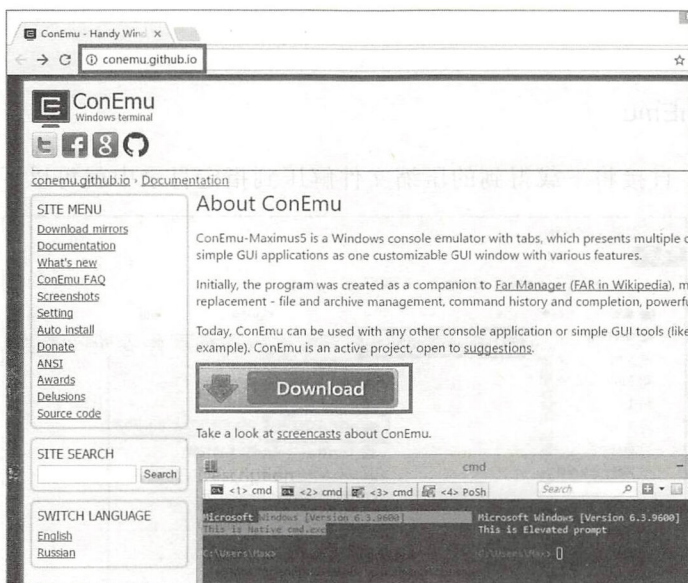 ConEmu - Handy Wind
conemu.github.io
ConEmu
Windows terminal
conemu.github.io › Documentation
SITE MENU
Download mirrors
Documentation
What's new
ConEmu FAQ
Screenshots
Setting
Auto install
Donate
ANSI
Awards
Delusions
Source code
SITE SEARCH
Search
SWITCH LANGUAGE
English
Russian
About ConEmu
ConEmu-Maximus5 is a Windows console emulator with tabs, which presents multiple
simple GUI applications as one customizable GUI window with various features.
Initially, the program was created as a companion to Far Manager (FAR in Wikipedia),
replacement - file and archive management, command history and completion,
Today, ConEmu can be used with any other console application or simple GUI tools (like
example). ConEmu is an active project, open to suggestions.
Download
Take a look at screencasts about ConEmu.
cmd
<1> cmd <2> cmd <3> cmd <4> PoSh Search
Microsoft Windows [Version 6.3.9600]
This is Native cmd.exe
C:\Users\Max>
Microsoft Windows [Version 6.3.9600]
This is Elevated prompt
C:\Users\Max>